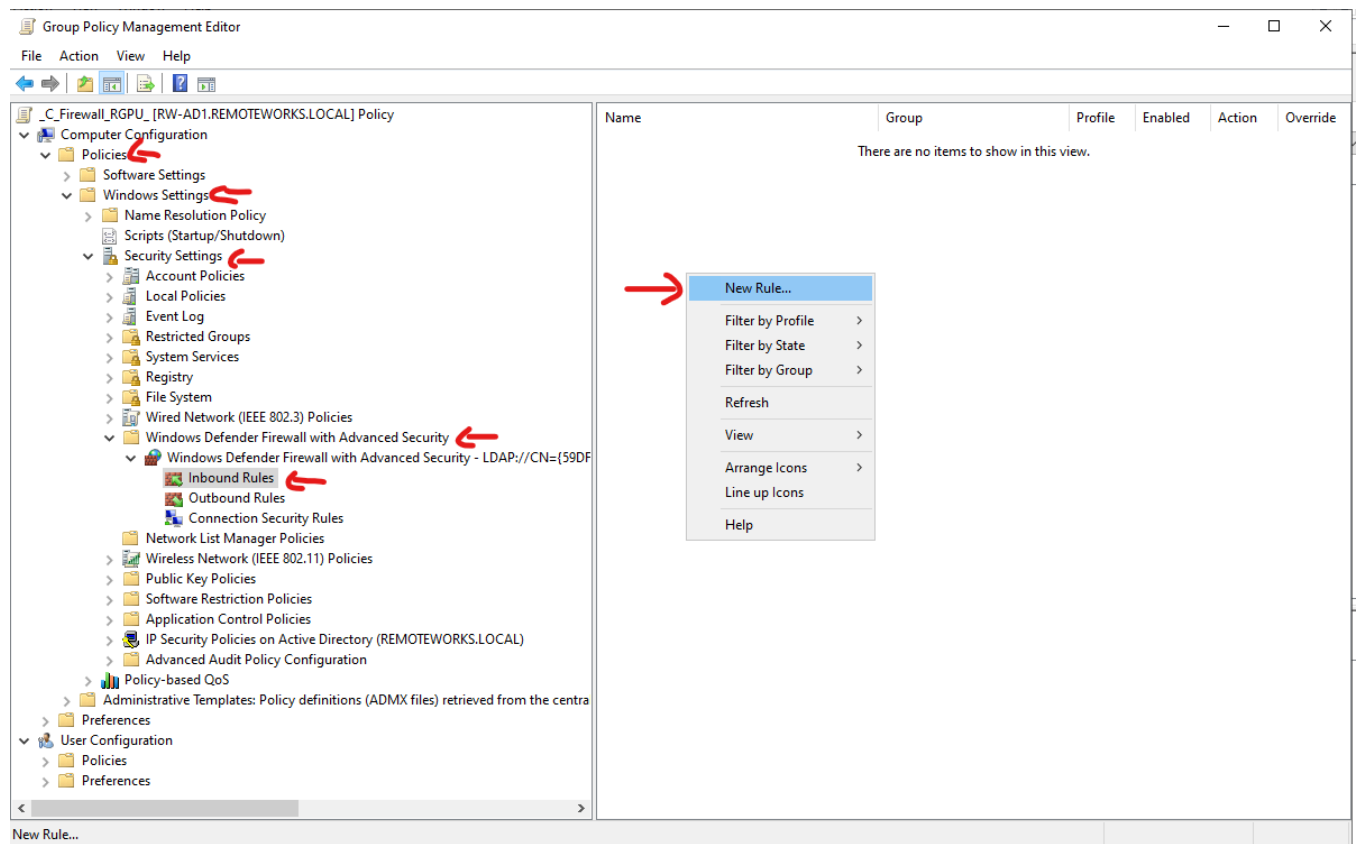 Group Policy Management Editor
File Action View Help
_C_Firewall_RGPU_ [RW-AD1.REMOTEWORKS.LOCAL] Policy
Computer Configuration
Policies
Software Settings
Windows Settings
Name Resolution Policy
Scripts (Startup/Shutdown)
Security Settings
Account Policies
Local Policies
Event Log
Restricted Groups
System Services
Registry
File System
Wired Network (IEEE 802.3) Policies
Windows Defender Firewall with Advanced Security
Windows Defender Firewall with Advanced Security - LDAP://CN={59DF
Inbound Rules
Outbound Rules
Connection Security Rules
Network List Manager Policies
Wireless Network (IEEE 802.11) Policies
Public Key Policies
Software Restriction Policies
Application Control Policies
IP Security Policies on Active Directory (REMOTEWORKS.LOCAL)
Advanced Audit Policy Configuration
Policy-based QoS
Administrative Templates: Policy definitions (ADMX files) retrieved from the centra
Preferences
User Configuration
Policies
Preferences
Name Group Profile Enabled Action Override
There are no items to show in this view.
New Rule...
Filter by Profile
Filter by State
Filter by Group
Refresh
View
Arrange Icons
Line up Icons
Help
New Rule...